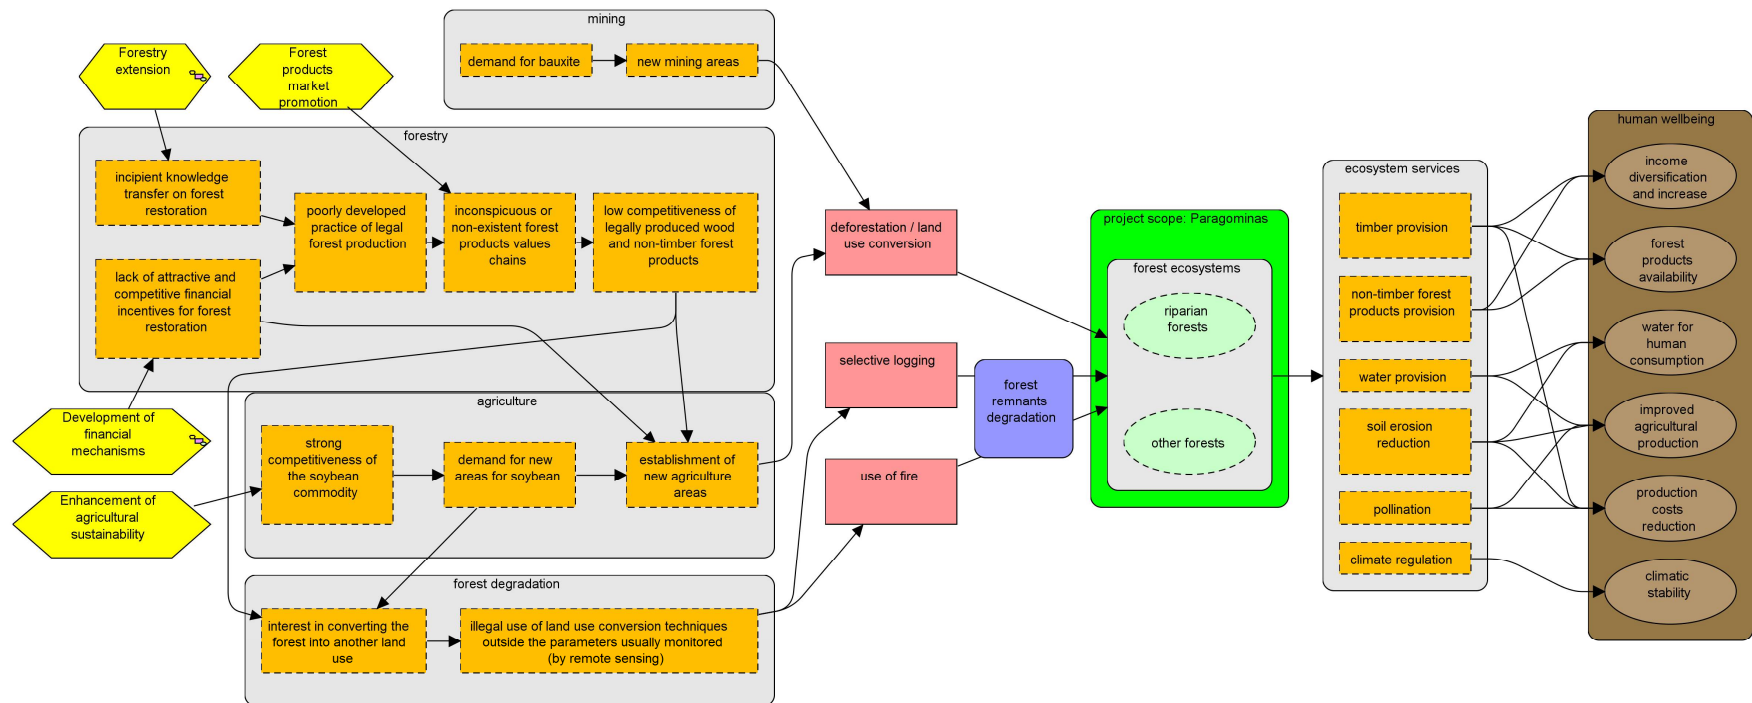 mining
demand for bauxite
new mining areas
Forestry
extension
Forest
products
market
promotion
forestry
incipient knowledge
transfer on forest
restoration
lack of attractive and
competitive financial
incentives for forest
restoration
poorly developed
practice of legal
forest production
inconspicuous or
non-existent forest
products values
chains
low competitiveness of
legally produced wood
and non-timber forest
products
Development of
financial
mechanisms
Enhancement of
agricultural
sustainability
agriculture
strong
competitiveness of
the soybean
commodity
demand for new
areas for soybean
establishment of
new agriculture
areas
forest degradation
interest in converting the
forest into another land
use
illegal use of land use conversion techniques
outside the parameters usually monitored
(by remote sensing)
deforestation / land
use conversion
selective logging
use of fire
forest
remnants
degradation
project scope: Paragominas
forest ecosystems
riparian
forests
other forests
ecosystem services
timber provision
non-timber forest
products provision
water provision
soil erosion
reduction
pollination
climate regulation
human wellbeing
income
diversification
and increase
forest
products
availability
water for
human
consumption
improved
agricultural
production
production
costs
reduction
climatic
stability